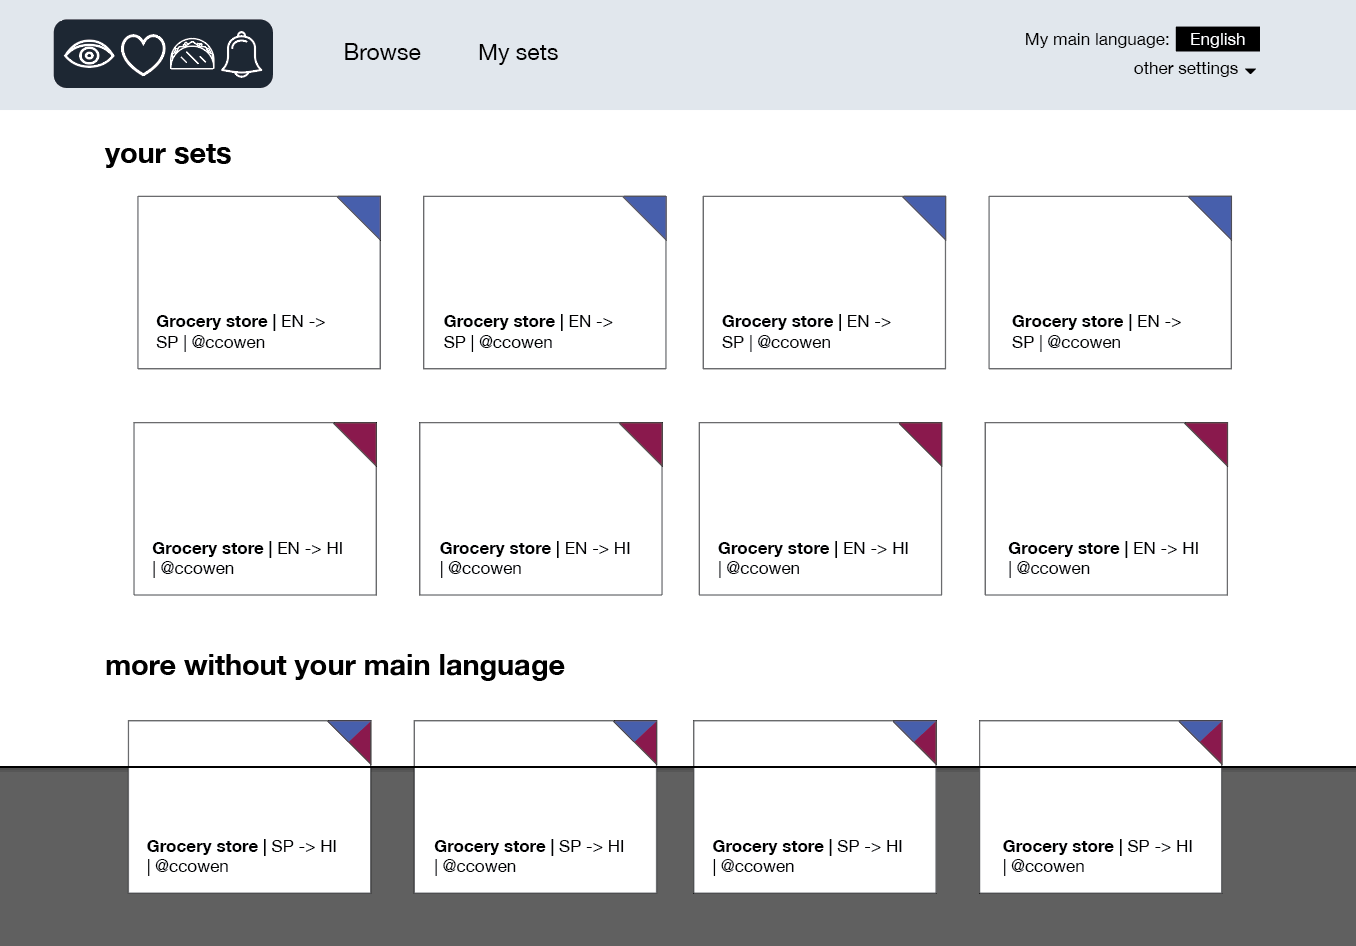 Browse
My sets
My main language: English
other settings
your sets
Grocery store | EN ->
SP | @ccowen
Grocery store | EN ->
SP | @ccowen
Grocery store | EN ->
SP | @ccowen
Grocery store | EN ->
SP | @ccowen
Grocery store | EN -> HI
| @ccowen
Grocery store | EN -> HI
| @ccowen
Grocery store | EN -> HI
| @ccowen
Grocery store | EN -> HI
| @ccowen
more without your main language
Grocery store | SP -> HI
| @ccowen
Grocery store | SP -> HI
| @ccowen
Grocery store | SP -> HI
| @ccowen
Grocery store | SP -> HI
| @ccowen